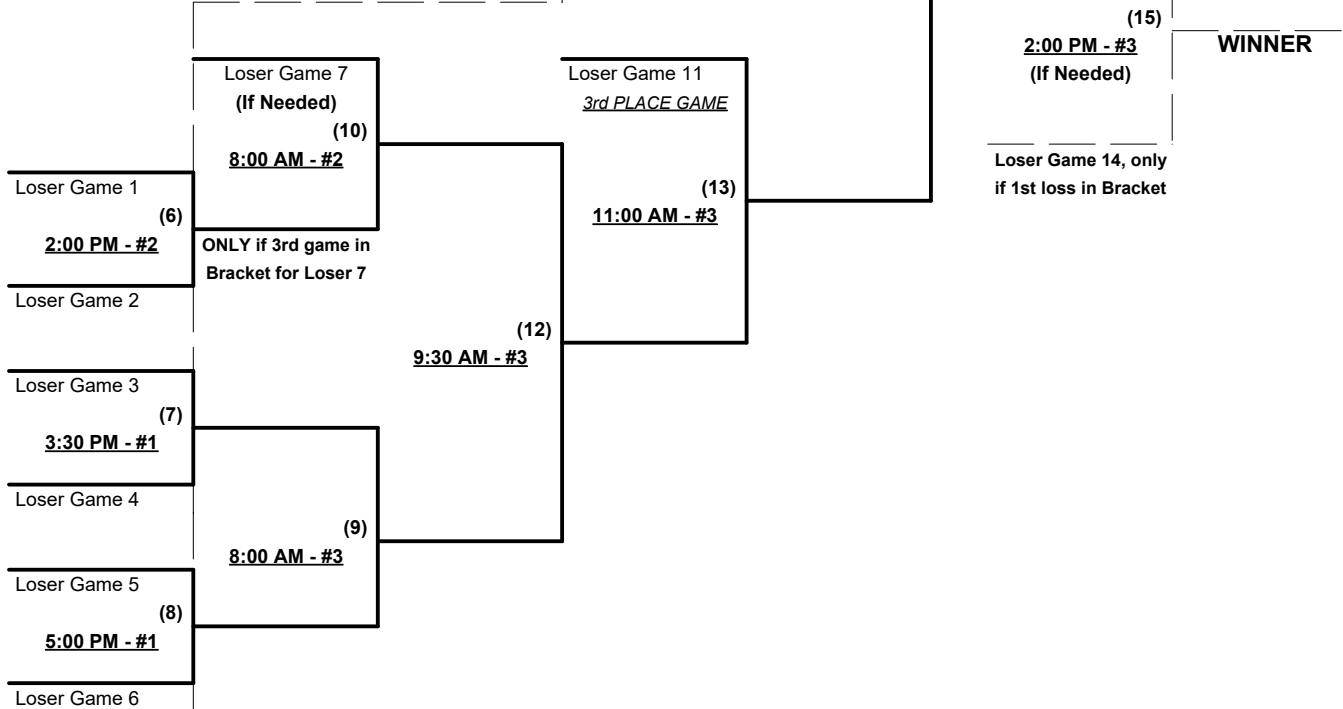 (15)
2:00 PM - #3
(If Needed)
WINNER
Loser Game 14, only
if 1st loss in Bracket
Loser Game 7
(If Needed)
(10)
8:00 AM - #2
Loser Game 11
3rd PLACE GAME
(13)
11:00 AM - #3
Loser Game 1
(6)
2:00 PM - #2
Loser Game 2
ONLY if 3rd game in
Bracket for Loser 7
(12)
9:30 AM - #3
Loser Game 3
(7)
3:30 PM - #1
Loser Game 4
(9)
8:00 AM - #3
Loser Game 5
(8)
5:00 PM - #1
Loser Game 6